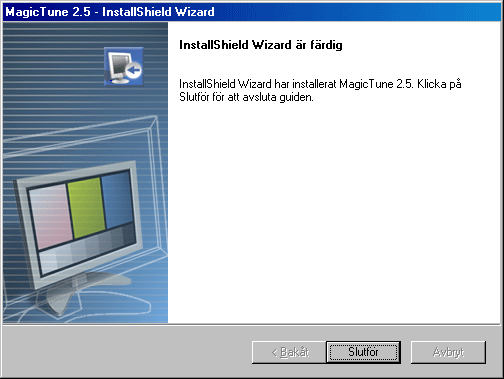 MagicTune 2.5 - InstallShield Wizard
InstallShield Wizard är färdig
InstallShield Wizard har installerat MagicTune 2.5. Klicka på
Slutför för att avsluta guiden.
< Bakåt
Slutför
Avbryt